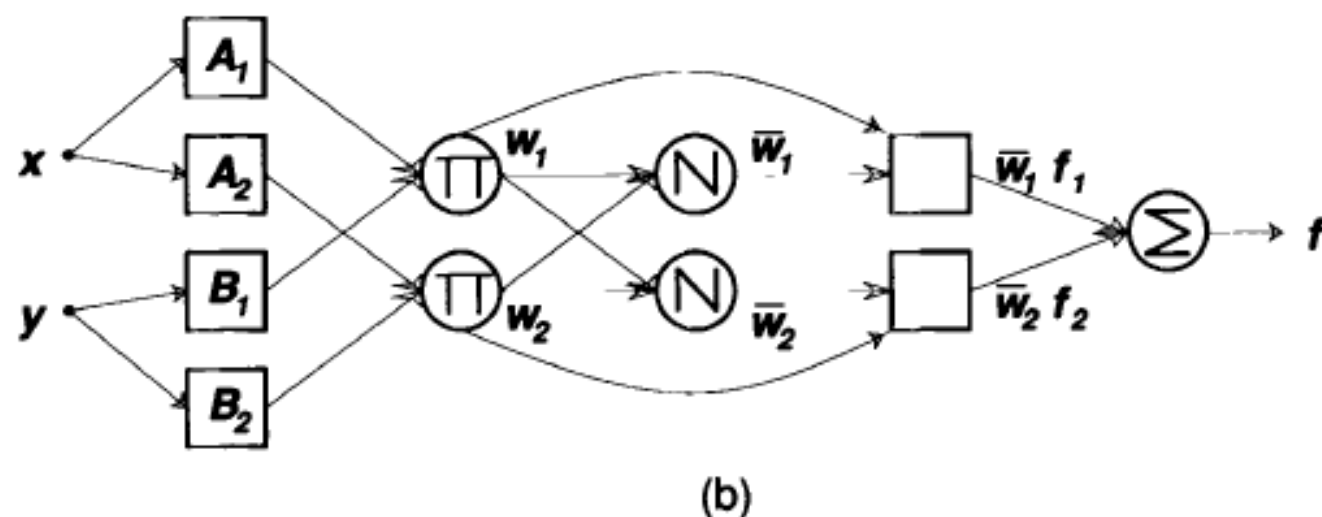 A₁
x
A₂
Π w₁ N w̅₁ w̅₁ f₁
Σ f
y
B₁
Π w₂ N w̅₂ w̅₂ f₂
B₂
(b)